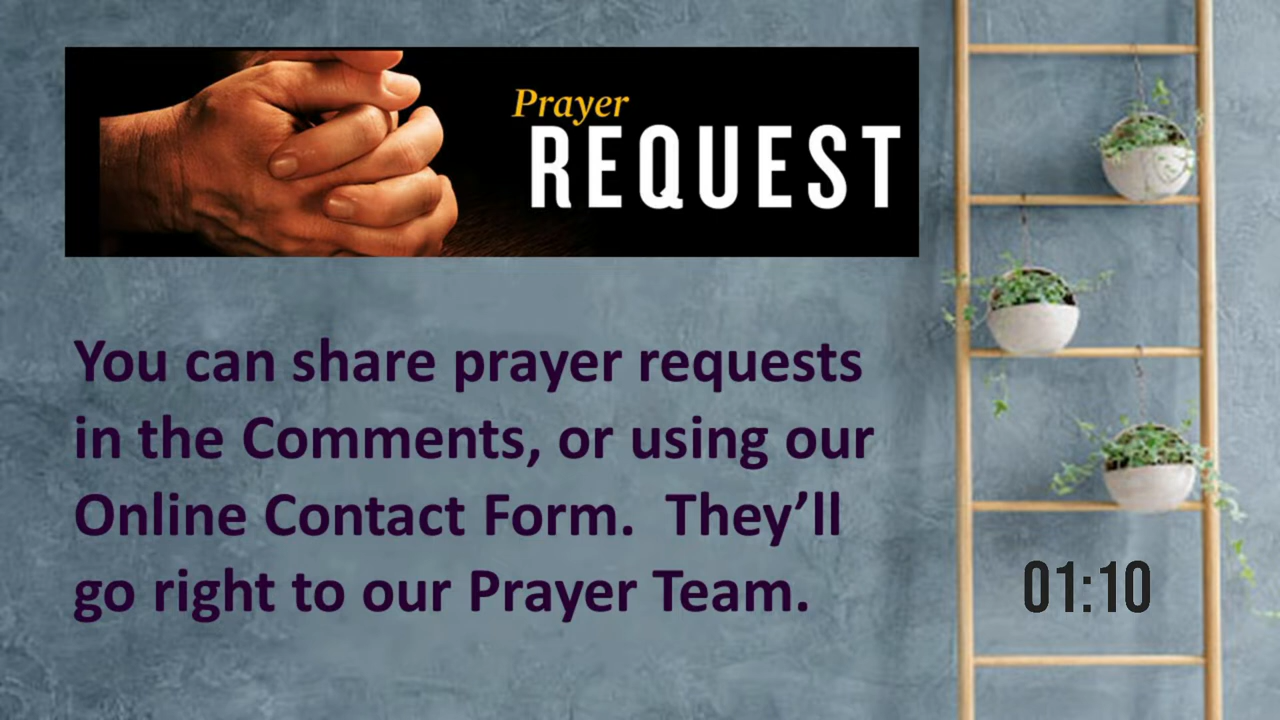 Prayer
REQUEST
You can share prayer requests
in the Comments, or using our
Online Contact Form.  They’ll
go right to our Prayer Team.
01:10